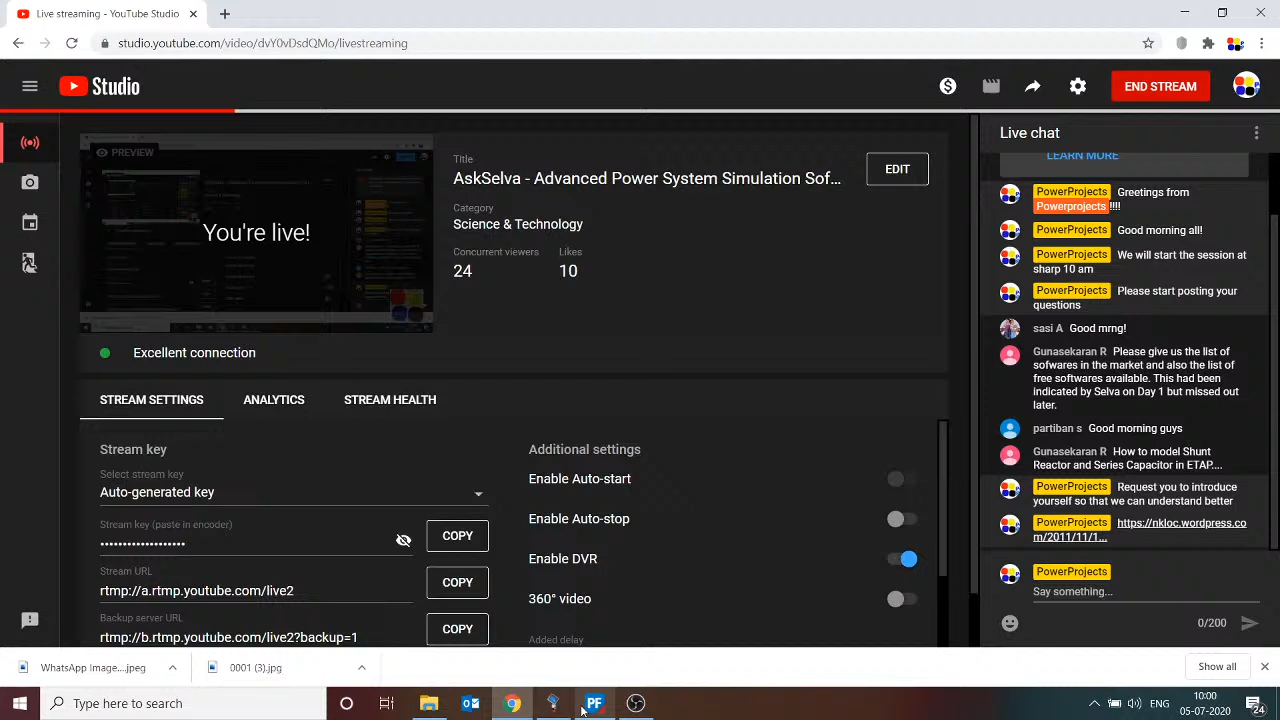 Live streaming - YouTube Studio
studio.youtube.com/video/dvY0vDsdQMo/livestreaming
Studio
END STREAM
PREVIEW
You're live!
Title
AskSelva - Advanced Power System Simulation Sof...
EDIT
Category
Science & Technology
Concurrent viewers
Likes
24
10
Excellent connection
STREAM SETTINGS
ANALYTICS
STREAM HEALTH
Stream key
Select stream key
Auto-generated key
Stream key (paste in encoder)
COPY
Stream URL
rtmp://a.rtmp.youtube.com/live2
COPY
Backup server URL
rtmp://b.rtmp.youtube.com/live2?backup=1
COPY
Additional settings
Enable Auto-start
Enable Auto-stop
Enable DVR
360° video
Added delay
Live chat
LEARN MORE
PowerProjects Greetings from
Powerprojects !!!!
PowerProjects Good morning all!
PowerProjects We will start the session at
sharp 10 am
PowerProjects Please start posting your
questions
sasi A Good mrng!
Gunasekaran R Please give us the list of
sofwares in the market and also the list of
free softwares available. This had been
indicated by Selva on Day 1 but missed out
later.
partiban s Good morning guys
Gunasekaran R How to model Shunt
Reactor and Series Capacitor in ETAP....
PowerProjects Request you to introduce
yourself so that we can understand better
PowerProjects https://nkloc.wordpress.co
m/2011/11/1...
PowerProjects
Say something...
0/200
WhatsApp Image....jpeg
0001 (3).jpg
Show all
Type here to search
PF
ENG
10:00
05-07-2020
24